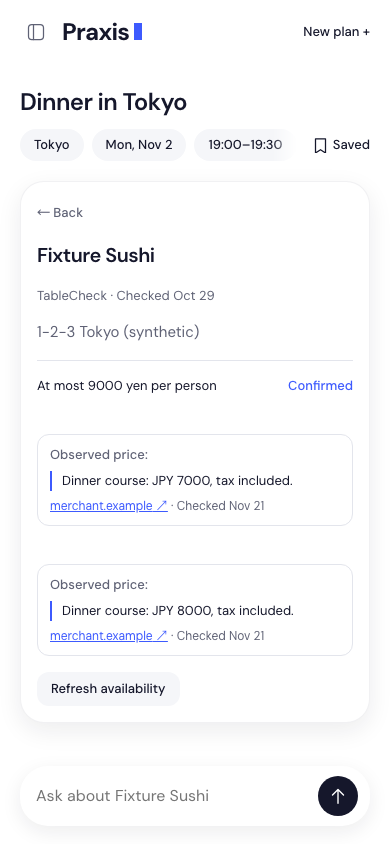 Praxis
New plan +
Dinner in Tokyo
Tokyo
Mon, Nov 2
19:00–19:30
Saved
← Back
Fixture Sushi
TableCheck · Checked Oct 29
1-2-3 Tokyo (synthetic)
At most 9000 yen per person
Confirmed
Observed price:
Dinner course: JPY 7000, tax included.
merchant.example ↗ · Checked Nov 21
Observed price:
Dinner course: JPY 8000, tax included.
merchant.example ↗ · Checked Nov 21
Refresh availability
Ask about Fixture Sushi